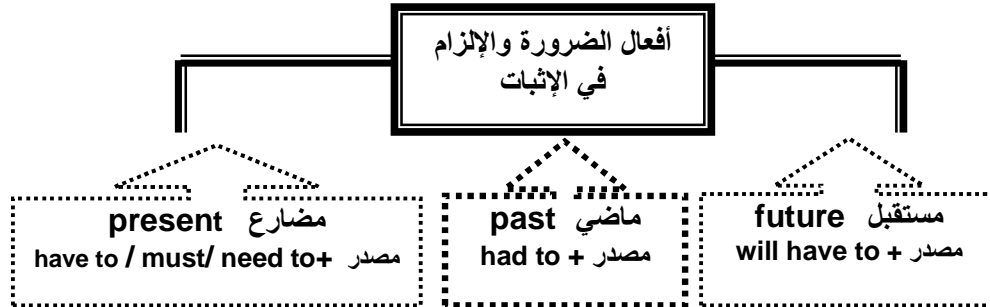 أفعال الضرورة والإلزام
في الإثبات
present مضارع
have to / must/ need to+ مصدر
past ماضي
had to + مصدر
future مستقبل
will have to + مصدر